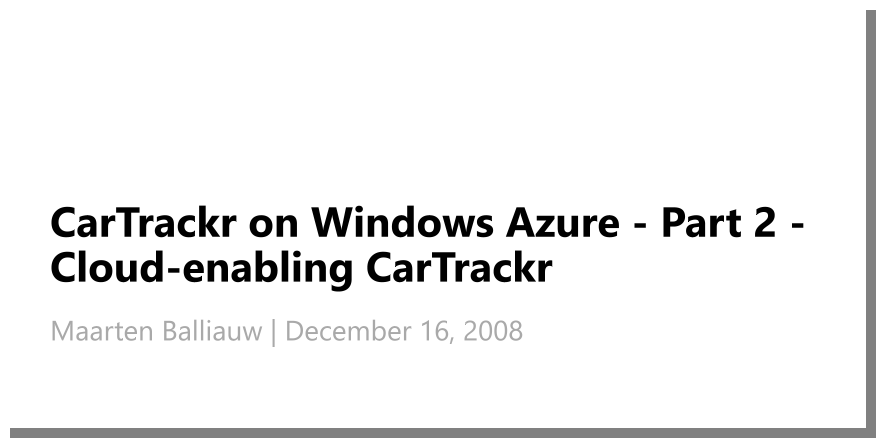 CarTrackr on Windows Azure - Part 2 -
Cloud-enabling CarTrackr
Maarten Balliauw | December 16, 2008